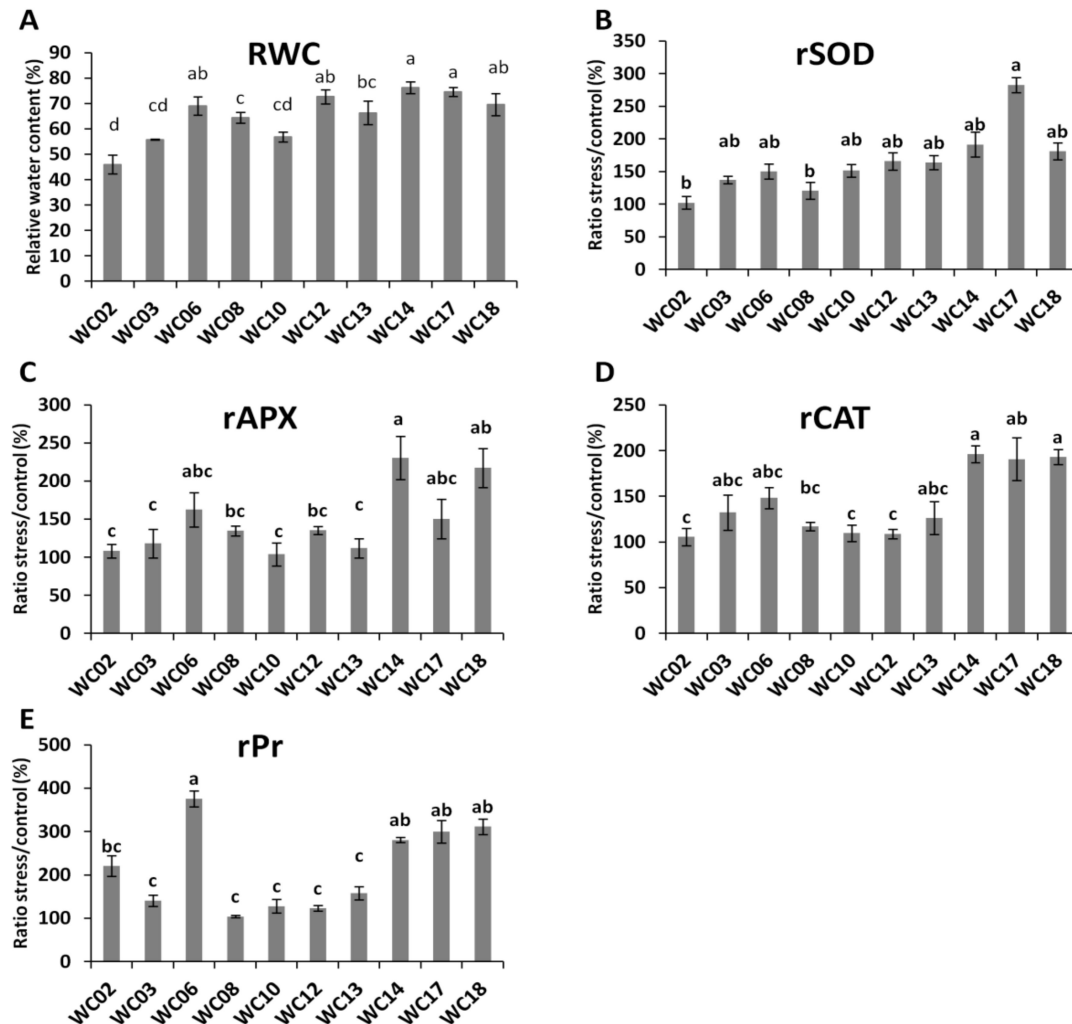 A
RWC
Relative water content (%)
90
80
70
60
50
40
30
20
10
0
d
cd
ab
c
cd
ab
bc
a
a
ab
WC02
WC03
WC06
WC08
WC10
WC12
WC13
WC14
WC17
WC18
B
rSOD
Ratio stress/control (%)
350
300
250
200
150
100
50
0
b
ab
ab
b
ab
ab
ab
ab
a
ab
WC02
WC03
WC06
WC08
WC10
WC12
WC13
WC14
WC17
WC18
C
rAPX
Ratio stress/control (%)
300
250
200
150
100
50
0
c
c
abc
bc
c
bc
c
a
abc
ab
WC02
WC03
WC06
WC08
WC10
WC12
WC13
WC14
WC17
WC18
D
rCAT
Ratio stress/control (%)
250
200
150
100
50
0
c
abc
abc
bc
c
c
abc
a
ab
a
WC02
WC03
WC06
WC08
WC10
WC12
WC13
WC14
WC17
WC18
E
rPr
Ratio stress/control (%)
500
400
300
200
100
0
bc
c
a
c
c
c
c
ab
ab
ab
WC02
WC03
WC06
WC08
WC10
WC12
WC13
WC14
WC17
WC18